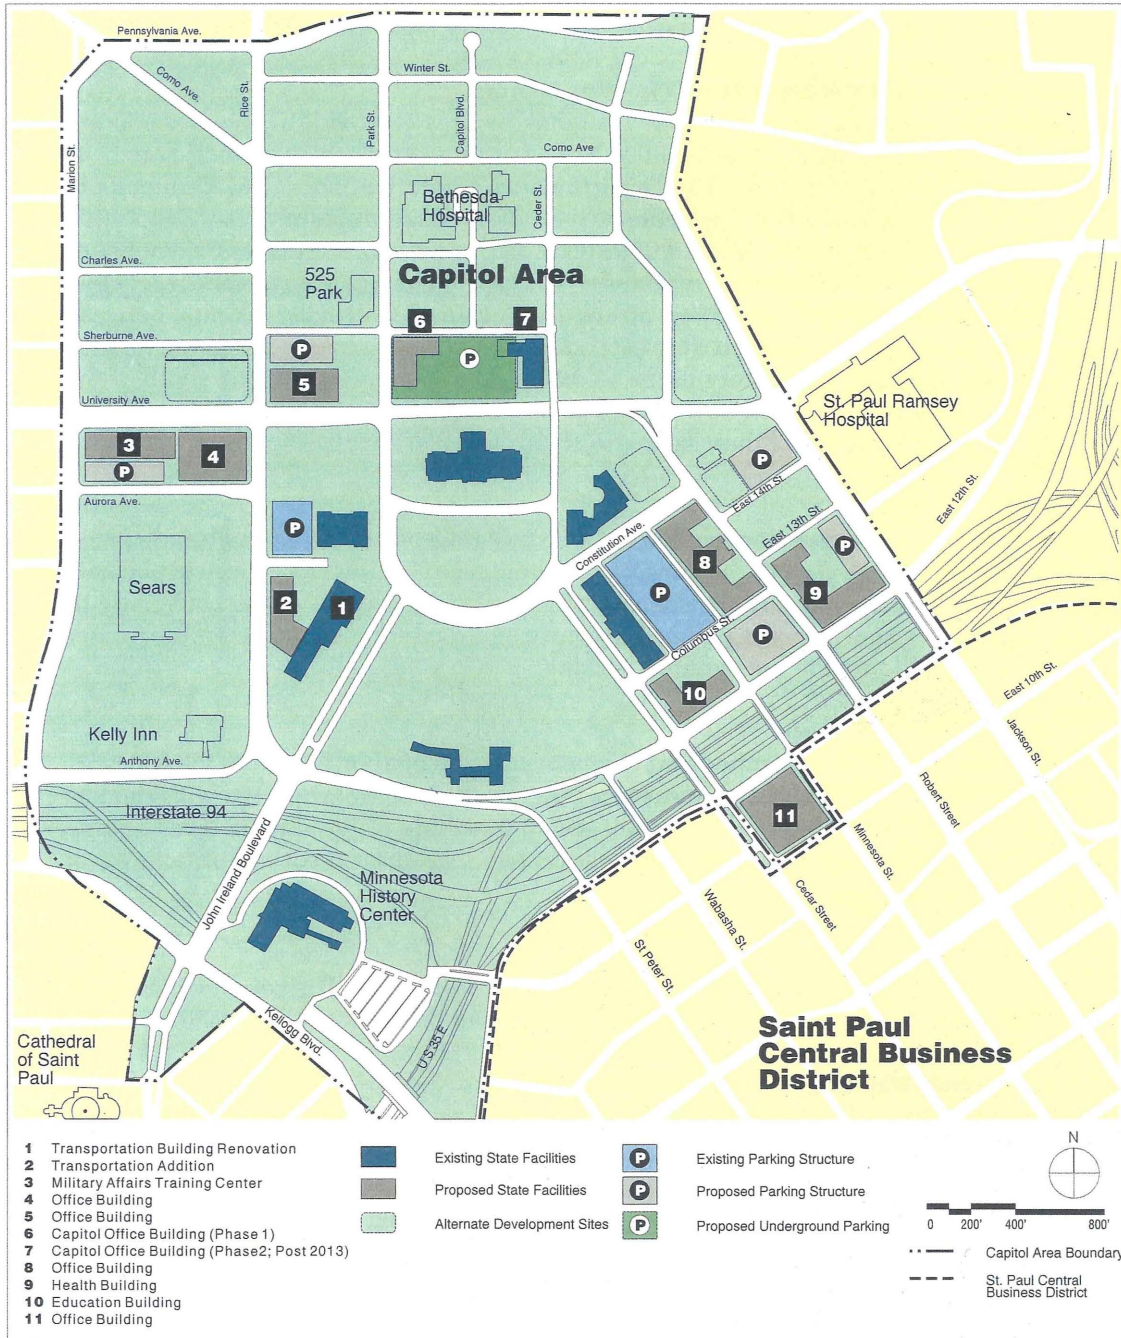 Pennsylvania Ave.
Como Ave.
Rice St.
Winter St.
Park St.
Capitol Blvd.
Como Ave
Marion St.
Bethesda
Hospital
Ceder St.
Charles Ave.
525
Park
Capitol Area
6
7
Sherburne Ave.
P
P
5
University Ave
St. Paul Ramsey
Hospital
3
4
P
P
Aurora Ave.
East 14th St.
East 12th St.
P
East 13th St.
Constitution Ave.
P
8
Sears
2
1
P
9
Columbus St.
P
10
East 10th St.
Kelly Inn
Anthony Ave.
Jackson St.
Interstate 94
Robert Street
11
John Ireland Boulevard
Minnesota St.
Minnesota
History
Center
Cedar Street
Wabasha St.
St Peter St.
Kellogg Blvd.
U S 35 E
Cathedral
of Saint
Paul
Saint Paul
Central Business
District
1 Transportation Building Renovation
2 Transportation Addition
3 Military Affairs Training Center
4 Office Building
5 Office Building
6 Capitol Office Building (Phase 1)
7 Capitol Office Building (Phase2; Post 2013)
8 Office Building
9 Health Building
10 Education Building
11 Office Building
Existing State Facilities
Proposed State Facilities
Alternate Development Sites
P Existing Parking Structure
P Proposed Parking Structure
P Proposed Underground Parking
N
0 200' 400' 800'
Capitol Area Boundary
St. Paul Central
Business District